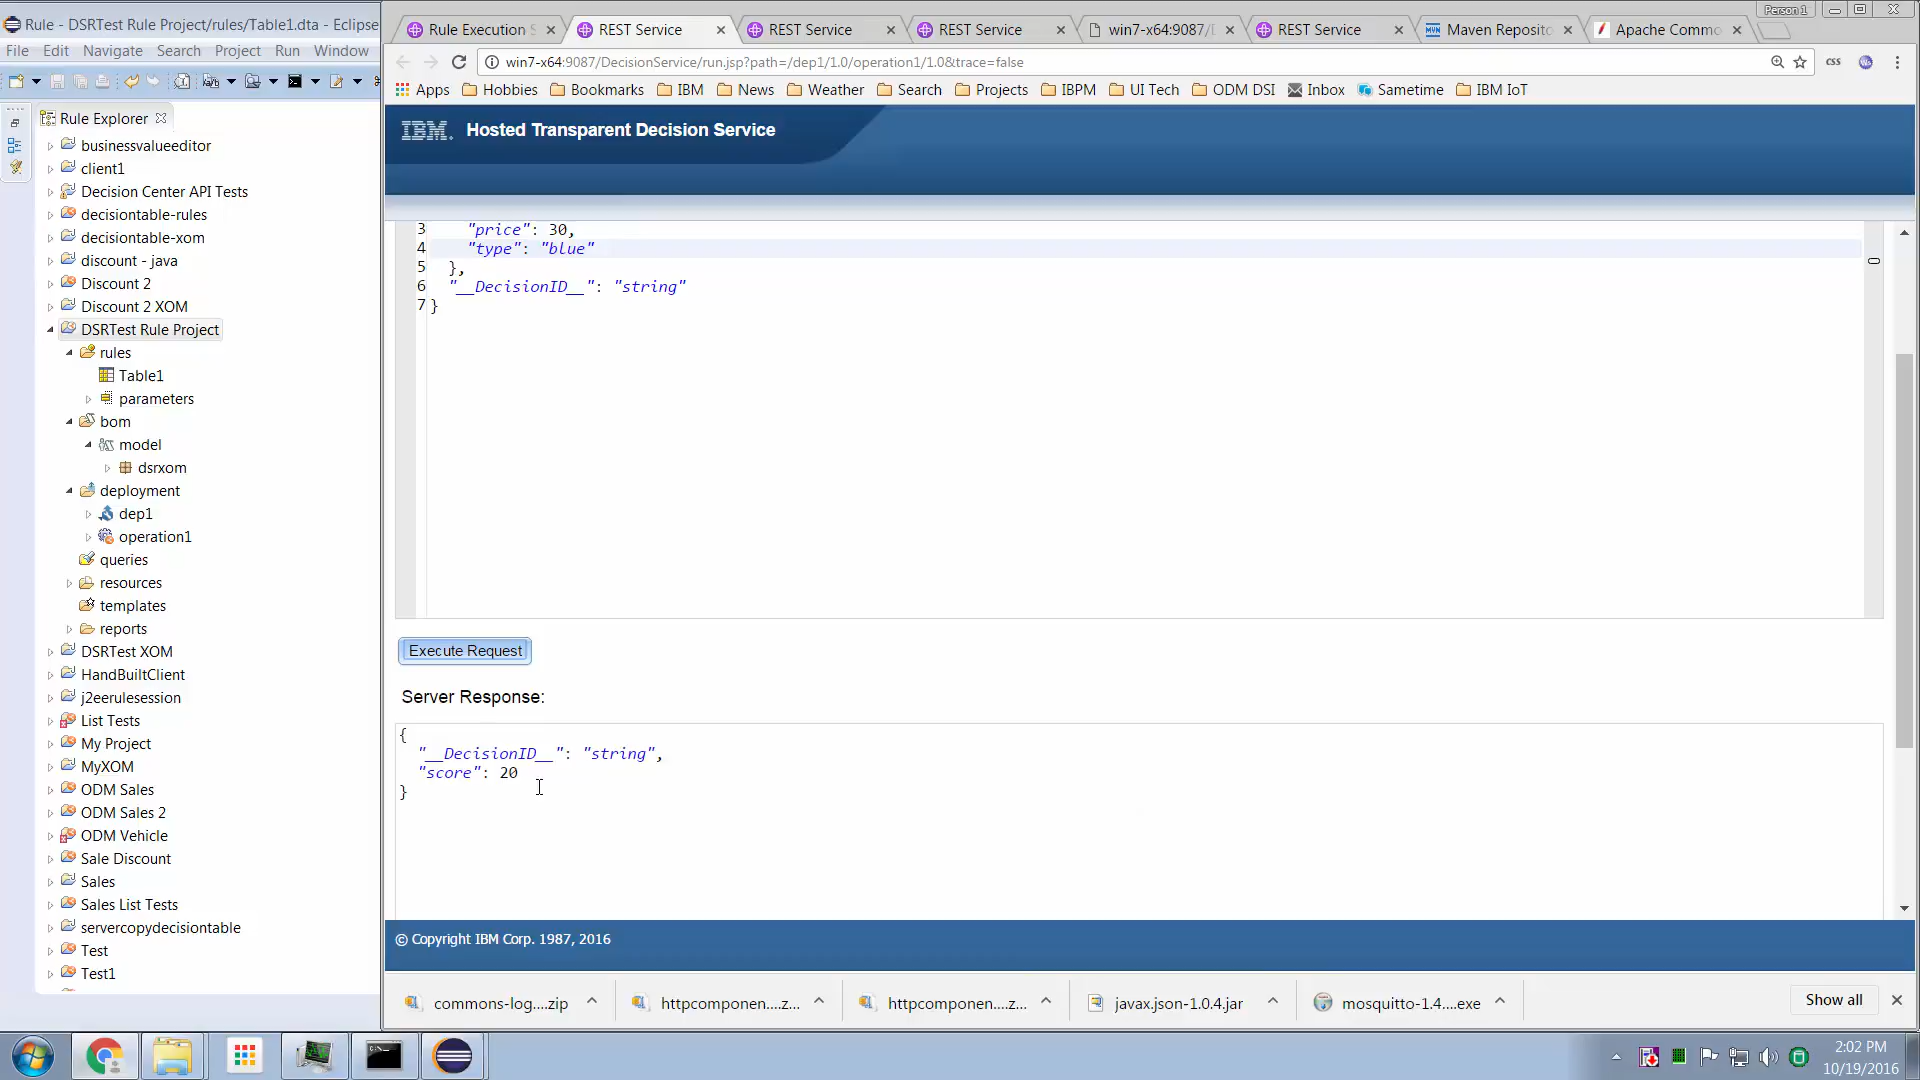 Rule - DSRTest Rule Project/rules/Table1.dta - Eclipse
File Edit Navigate Search Project Run Window
Rule Explorer
businessvalueeditor
client1
Decision Center API Tests
decisiontable-rules
decisiontable-xom
discount - java
Discount 2
Discount 2 XOM
DSRTest Rule Project
rules
Table1
parameters
bom
model
dsrxom
deployment
dep1
operation1
queries
resources
templates
reports
DSRTest XOM
HandBuiltClient
j2eerulesession
List Tests
My Project
MyXOM
ODM Sales
ODM Sales 2
ODM Vehicle
Sale Discount
Sales
Sales List Tests
servercopydecisiontable
Test
Test1
Person 1
Rule Execution S REST Service REST Service REST Service win7-x64:9087/D REST Service Maven Reposito Apache Commo
win7-x64:9087/DecisionService/run.jsp?path=/dep1/1.0/operation1/1.0&trace=false
CSS
Apps Hobbies Bookmarks IBM News Weather Search Projects IBPM UI Tech ODM DSI Inbox Sametime IBM IoT
IBM. Hosted Transparent Decision Service
3 "price": 30,
4 "type": "blue"
5 },
6 "__DecisionID__": "string"
7 }
Execute Request
Server Response:
{
"__DecisionID__": "string",
"score": 20
}
© Copyright IBM Corp. 1987, 2016
commons-log....zip httpcomponen....z... httpcomponen....z... javax.json-1.0.4.jar mosquitto-1.4....exe Show all
2:02 PM
10/19/2016